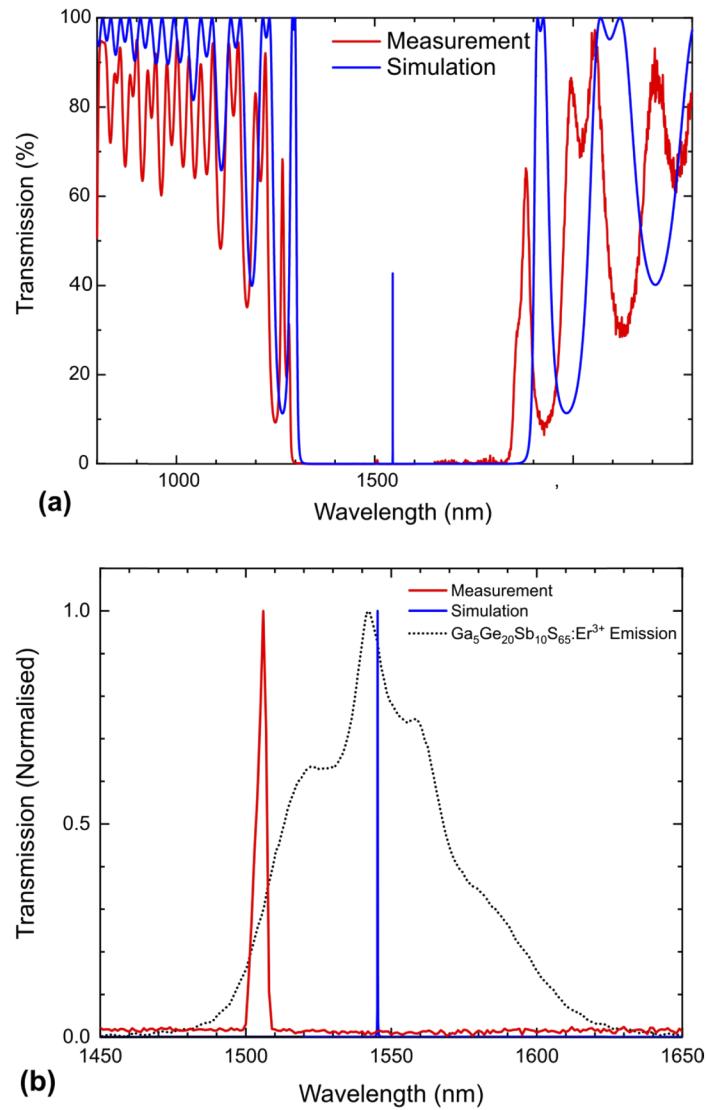 100
80
60
40
20
0
Transmission (%)
Measurement
Simulation
1000
1500
,
(a)
Wavelength (nm)
1.0
0.5
0.0
Transmission (Normalised)
Measurement
Simulation
Ga₅Ge₂₀Sb₁₀S₆₅:Er³⁺ Emission
1450 1500 1550 1600 1650
(b)
Wavelength (nm)